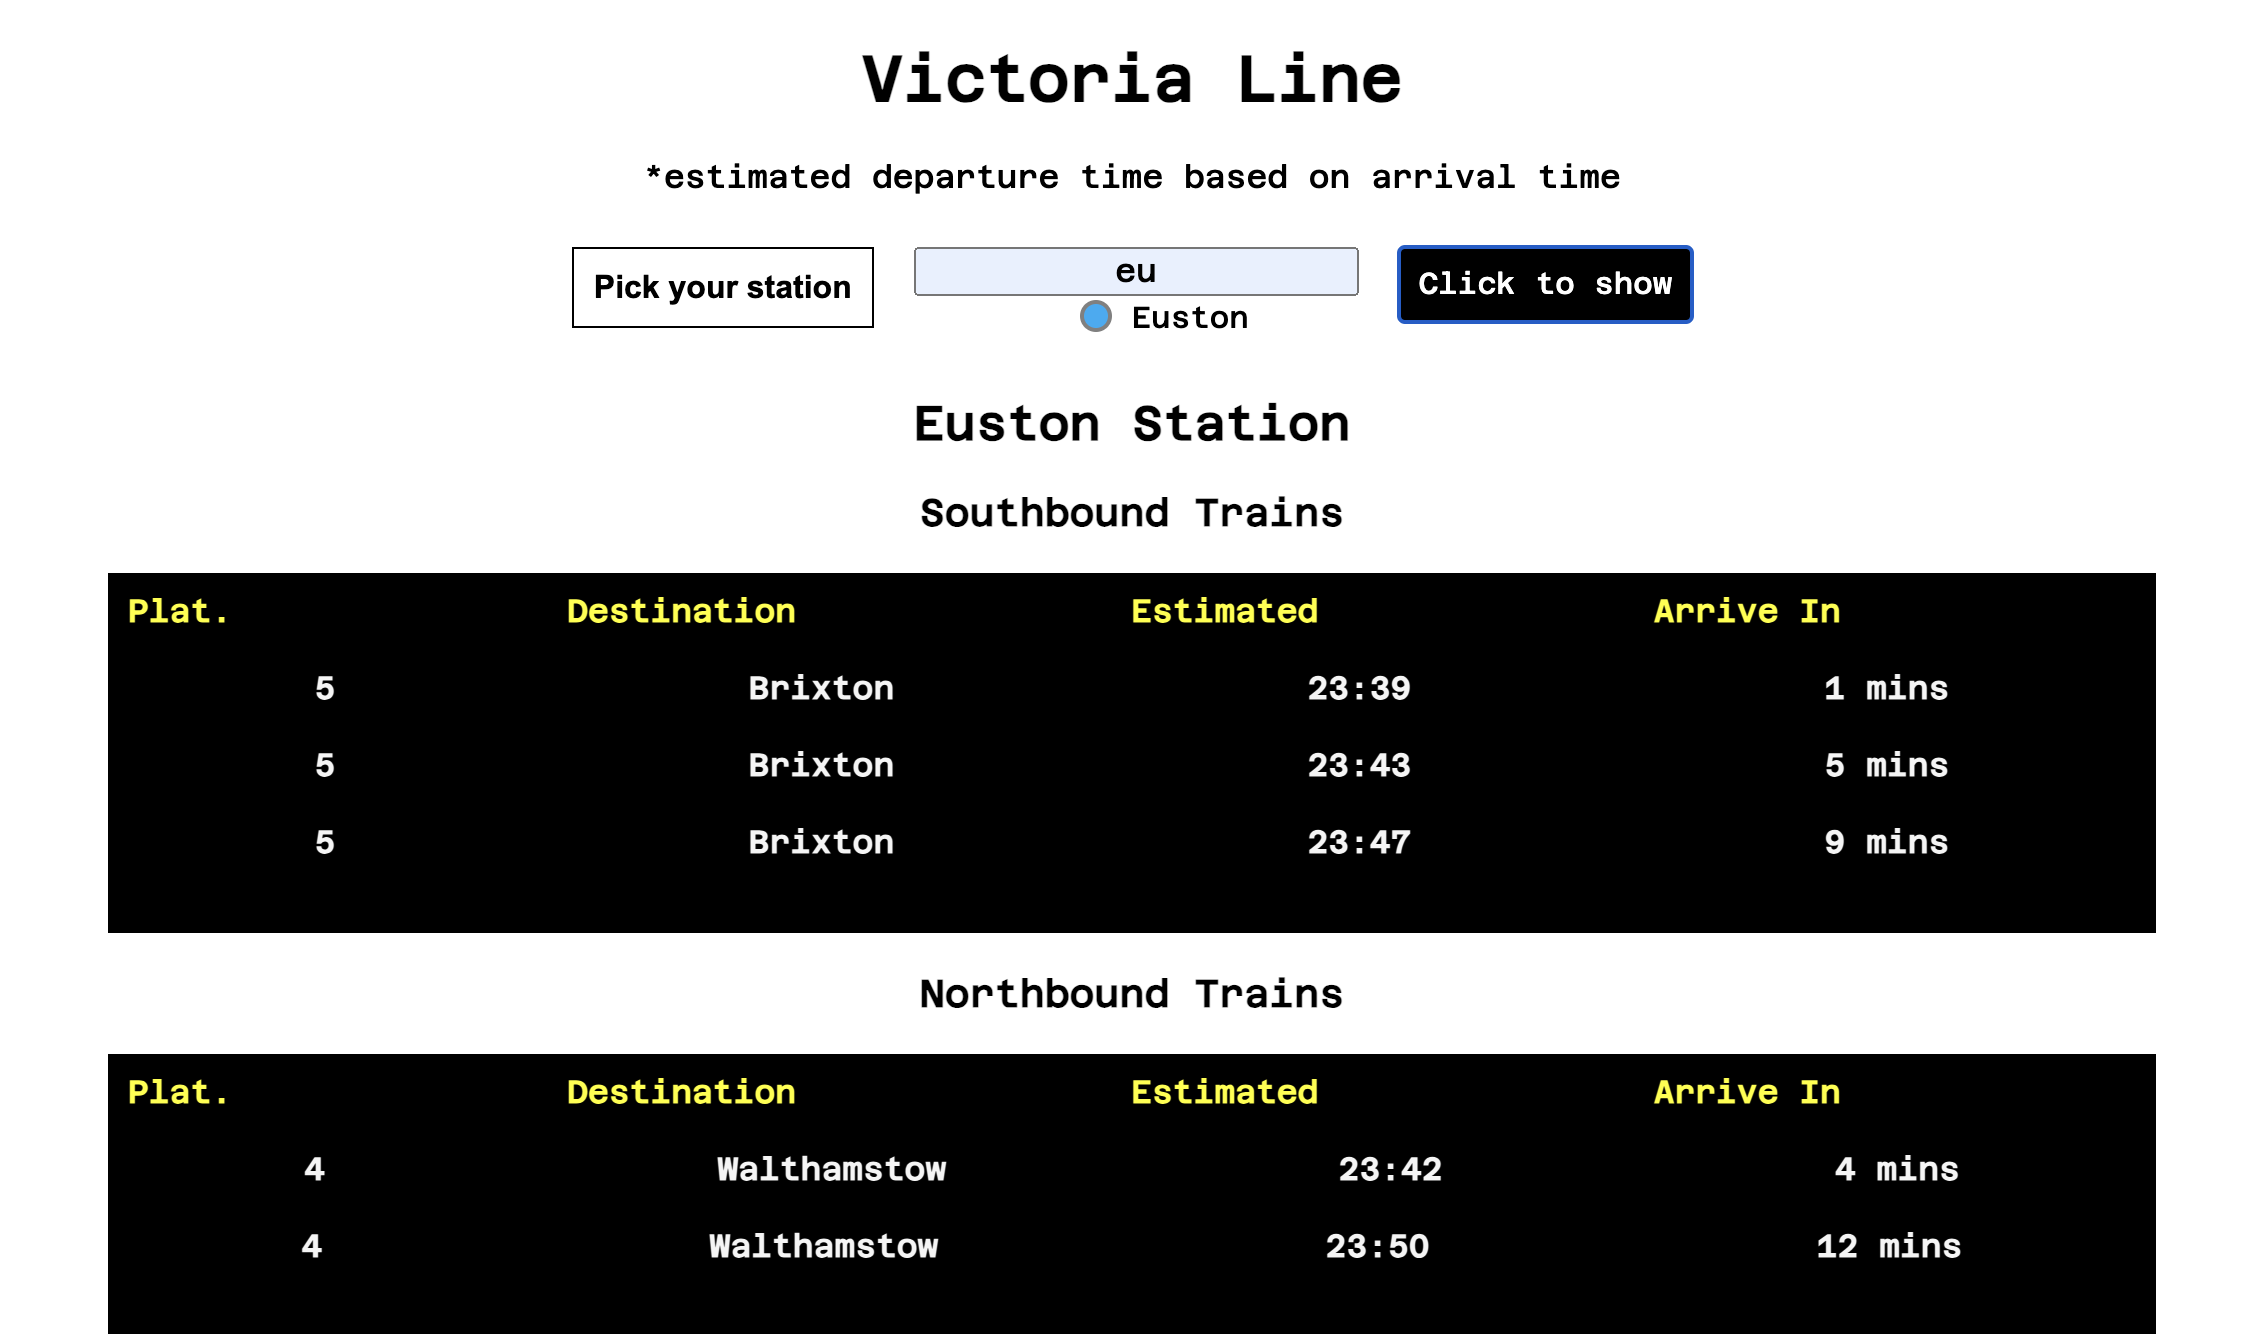 Victoria Line
*estimated departure time based on arrival time
Pick your station
eu
Click to show
Euston
Euston Station
Southbound Trains
Plat. Destination Estimated Arrive In
5 Brixton 23:39 1 mins
5 Brixton 23:43 5 mins
5 Brixton 23:47 9 mins
Northbound Trains
Plat. Destination Estimated Arrive In
4 Walthamstow 23:42 4 mins
4 Walthamstow 23:50 12 mins